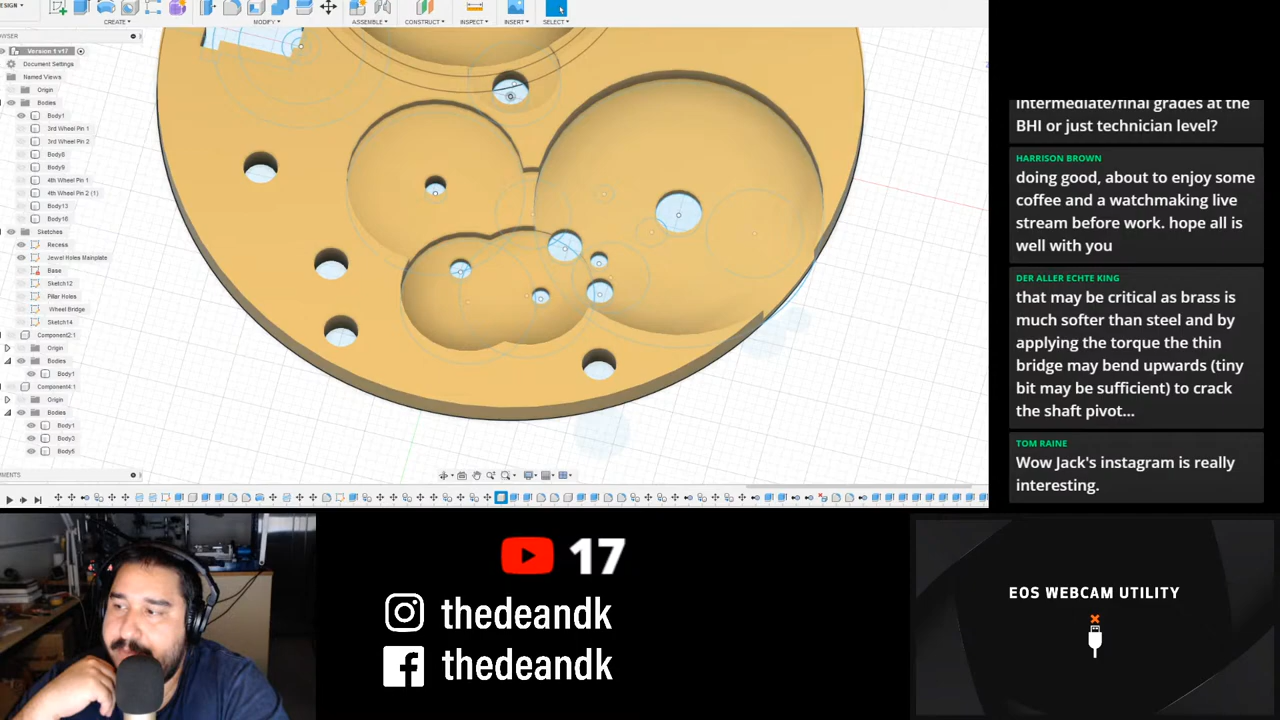 ESIGN
CREATE
MODIFY
ASSEMBLE
CONSTRUCT
INSPECT
INSERT
SELECT
OWSER
Version 1 v17
Document Settings
Named Views
Origin
Bodies
Body1
3rd Wheel Pin 1
3rd Wheel Pin 2
Body8
Body9
4th Wheel Pin 1
4th Wheel Pin 2 (1)
Body13
Body16
Sketches
Recess
Jewel Holes Mainplate
Base
Sketch12
Pillar Holes
Wheel Bridge
Sketch14
Component2:1
Origin
Bodies
Body1
Component4:1
Origin
Bodies
Body1
Body3
Body5
MMENTS
intermediate/final grades at the
BHI or just technician level?
HARRISON BROWN
doing good, about to enjoy some
coffee and a watchmaking live
stream before work. hope all is
well with you
DER ALLER ECHTE KING
that may be critical as brass is
much softer than steel and by
applying the torque the thin
bridge may bend upwards (tiny
bit may be sufficient) to crack
the shaft pivot...
TOM RAINE
Wow Jack's instagram is really
interesting.
17
thedeandk
thedeandk
EOS WEBCAM UTILITY